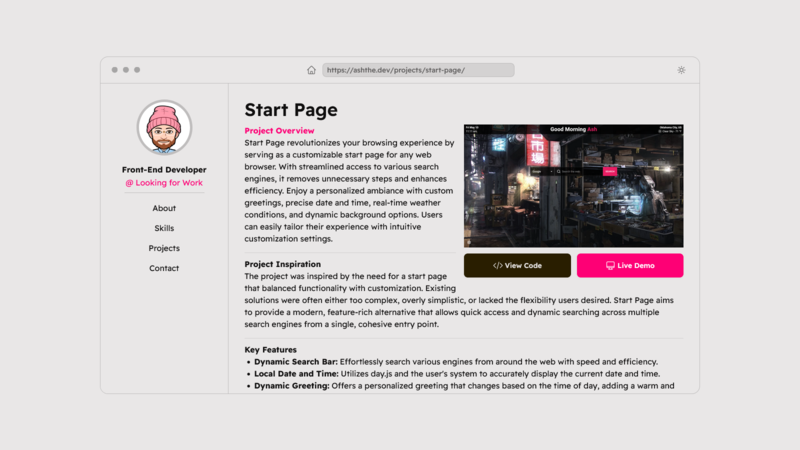 https://ashthe.dev/projects/start-page/
Front-End Developer
@ Looking for Work
About
Skills
Projects
Contact
Start Page
Project Overview
Start Page revolutionizes your browsing experience by
serving as a customizable start page for any web
browser. With streamlined access to various search
engines, it removes unnecessary steps and enhances
efficiency. Enjoy a personalized ambiance with custom
greetings, precise date and time, real-time weather
conditions, and dynamic background options. Users
can easily tailor their experience with intuitive
customization settings.
Good Morning Ash
市場
View Code
Live Demo
Project Inspiration
The project was inspired by the need for a start page
that balanced functionality with customization. Existing
solutions were often either too complex, overly simplistic, or lacked the flexibility users desired. Start Page aims
to provide a modern, feature-rich alternative that allows quick access and dynamic searching across multiple
search engines from a single, cohesive entry point.
Key Features
• Dynamic Search Bar: Effortlessly search various engines from around the web with speed and efficiency.
• Local Date and Time: Utilizes day.js and the user's system to accurately display the current date and time.
• Dynamic Greeting: Offers a personalized greeting that changes based on the time of day, adding a warm and